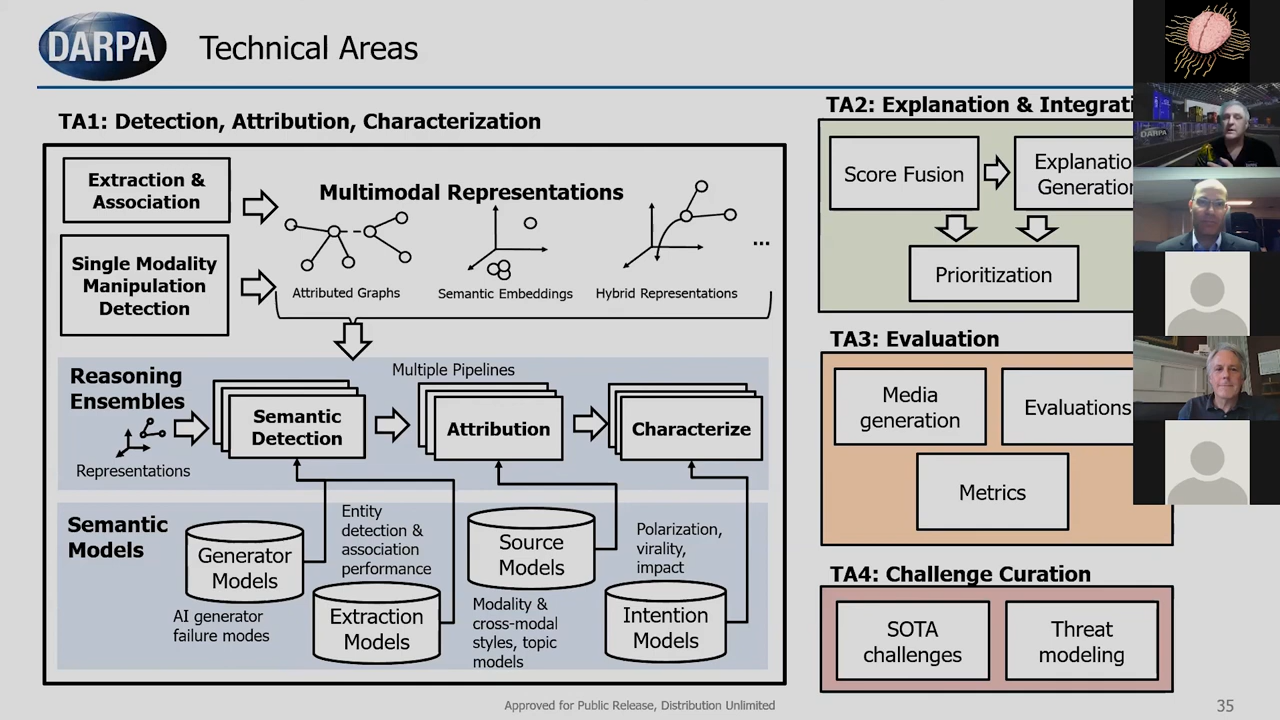 DARPA
Technical Areas
TA1: Detection, Attribution, Characterization
Extraction &
Association
Single Modality
Manipulation
Detection
Multimodal Representations
...
Attributed Graphs
Semantic Embeddings
Hybrid Representations
Reasoning
Ensembles
Representations
Multiple Pipelines
Semantic
Detection
Attribution
Characterize
Semantic
Models
Generator
Models
AI generator
failure modes
Entity
detection &
association
performance
Extraction
Models
Source
Models
Modality &
cross-modal
styles, topic
models
Polarization,
virality,
impact
Intention
Models
TA2: Explanation & Integrati
Score Fusion
Explanatio
Generation
Prioritization
TA3: Evaluation
Media
generation
Evaluations
Metrics
TA4: Challenge Curation
SOTA
challenges
Threat
modeling
DARPA
Approved for Public Release, Distribution Unlimited
35